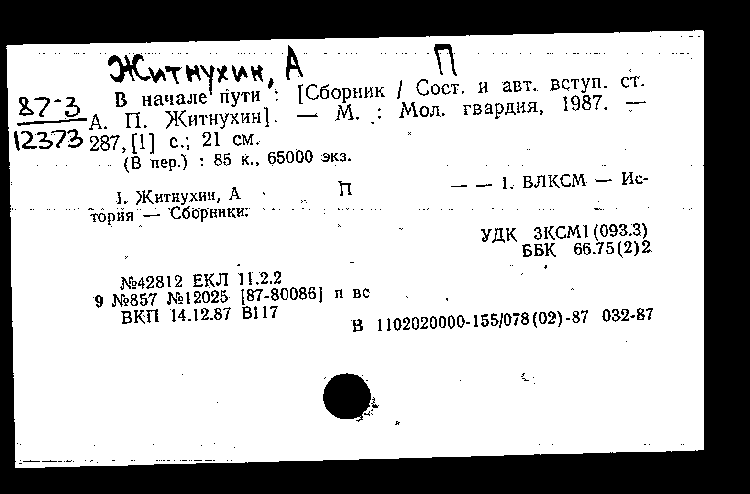 Житнухин, А П
В начале пути : [Сборник / Сост. и авт. вступ. ст.
87-3
А. П. Житнухин]. — М. : Мол. гвардия, 1987. —
12373
287, [1] с.; 21 см.
(В пер.) : 85 к., 65000 экз.
I. Житнухин, А П — — 1. ВЛКСМ — Ис-
тория — Сборники.
УДК 3КСМ1(093.3)
ББК 66.75(2)2
№42812 ЕКЛ 11.2.2
9 №857 №12025 [87-80086] п вс
ВКП 14.12.87 В117
В 1102020000-155/078(02)-87 032-87